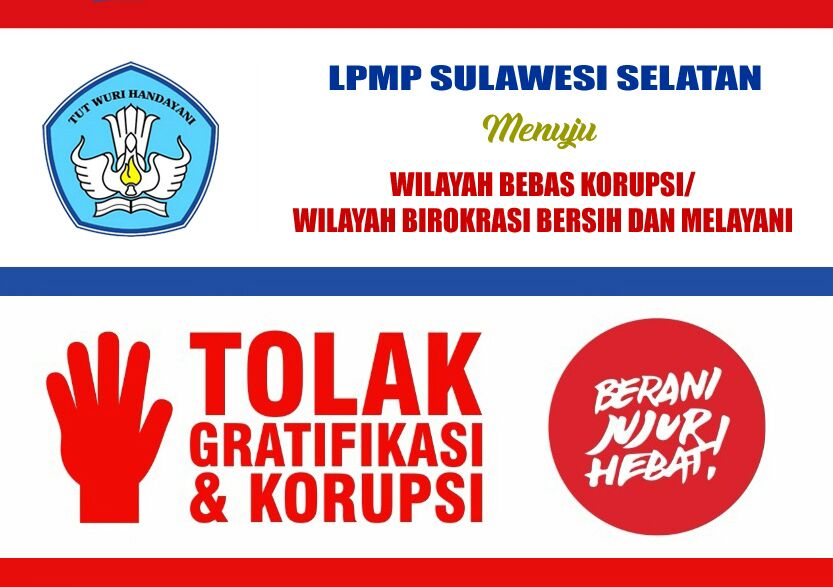 TUT WURI HANDAYANI
LPMP SULAWESI SELATAN
Menuju
WILAYAH BEBAS KORUPSI/
WILAYAH BIROKRASI BERSIH DAN MELAYANI
TOLAK
GRATIFIKASI
& KORUPSI
BERANI
JUJUR
HEBAT!